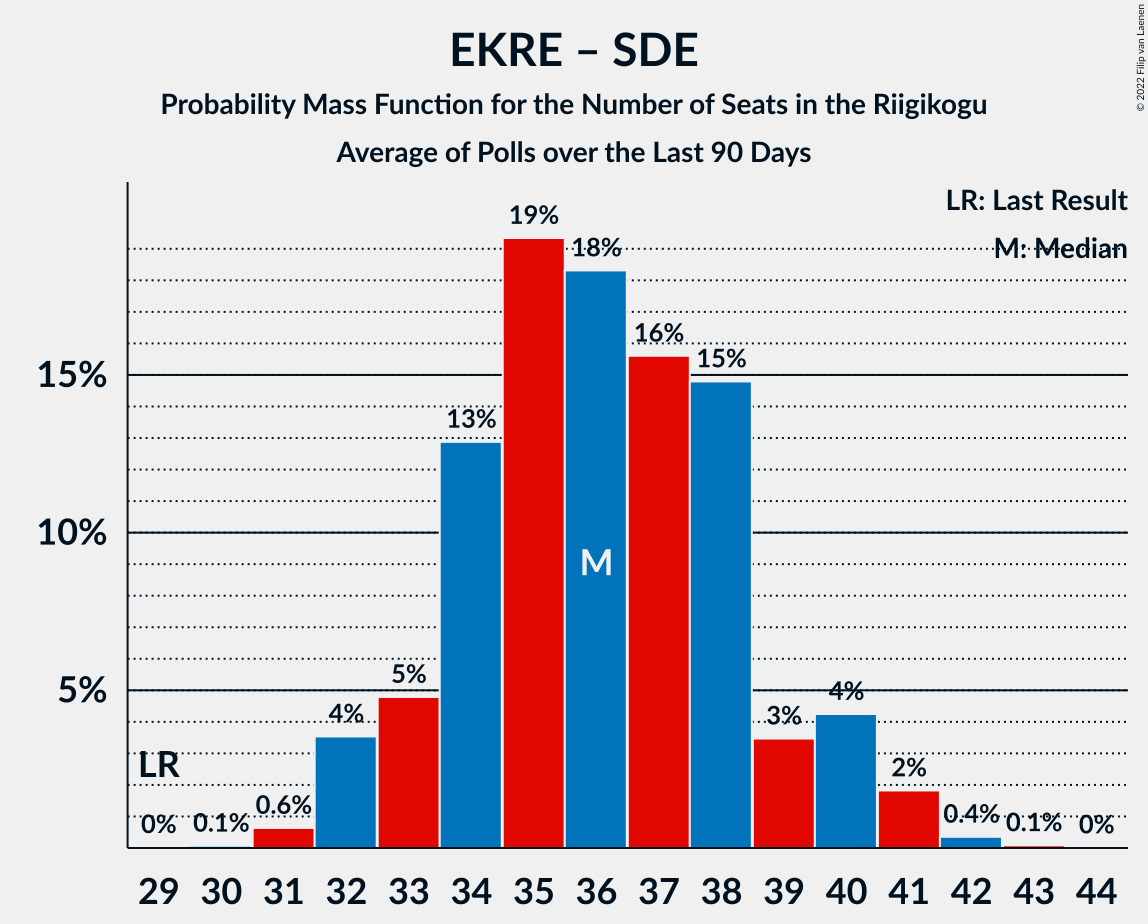 EKRE – SDE
Probability Mass Function for the Number of Seats in the Riigikogu
Average of Polls over the Last 90 Days
© 2022 Filip van Laenen
LR: Last Result
M: Median
19%
18%
16%
15%
15%
13%
10%
M
5%
5%
4%
4%
3%
LR
2%
0%
0.1%
0.6%
0.4%
0.1%
0%
29 30 31 32 33 34 35 36 37 38 39 40 41 42 43 44